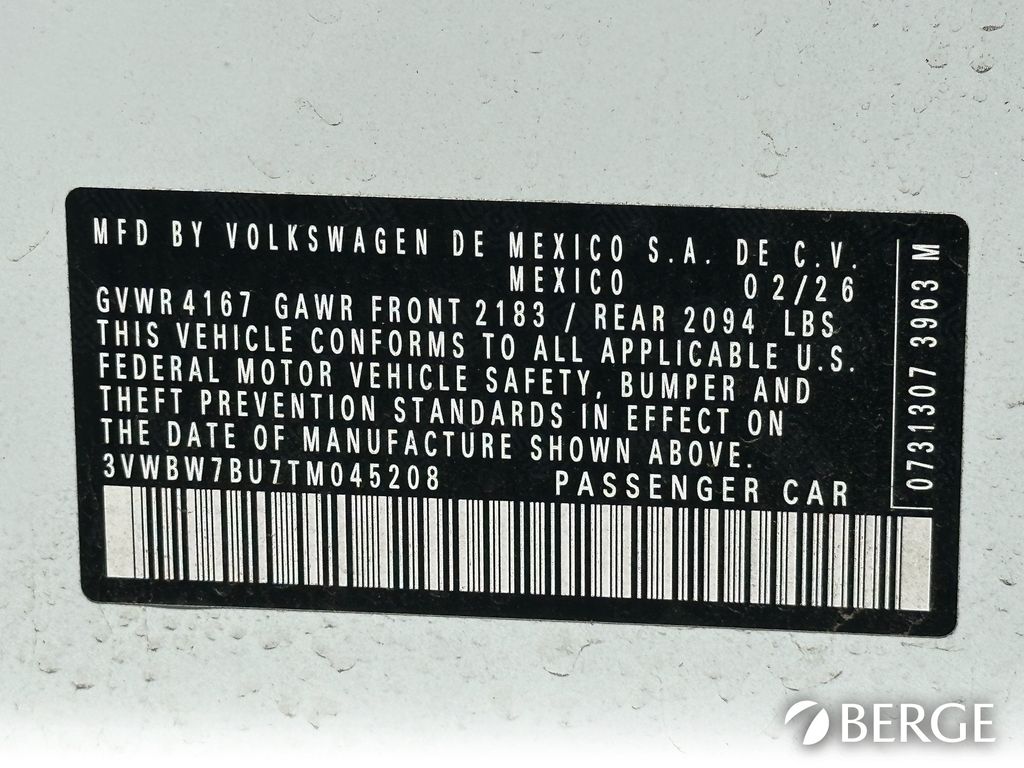 MFD BY VOLKSWAGEN DE MEXICO S.A. DE C.V.
MEXICO 02/26
GVWR 4167 GAWR FRONT 2183 / REAR 2094 LBS
THIS VEHICLE CONFORMS TO ALL APPLICABLE U.S.
FEDERAL MOTOR VEHICLE SAFETY, BUMPER AND
THEFT PREVENTION STANDARDS IN EFFECT ON
THE DATE OF MANUFACTURE SHOWN ABOVE.
3VWBW7BU7TM045208 PASSENGER CAR
0731307 3963 M
BERGE